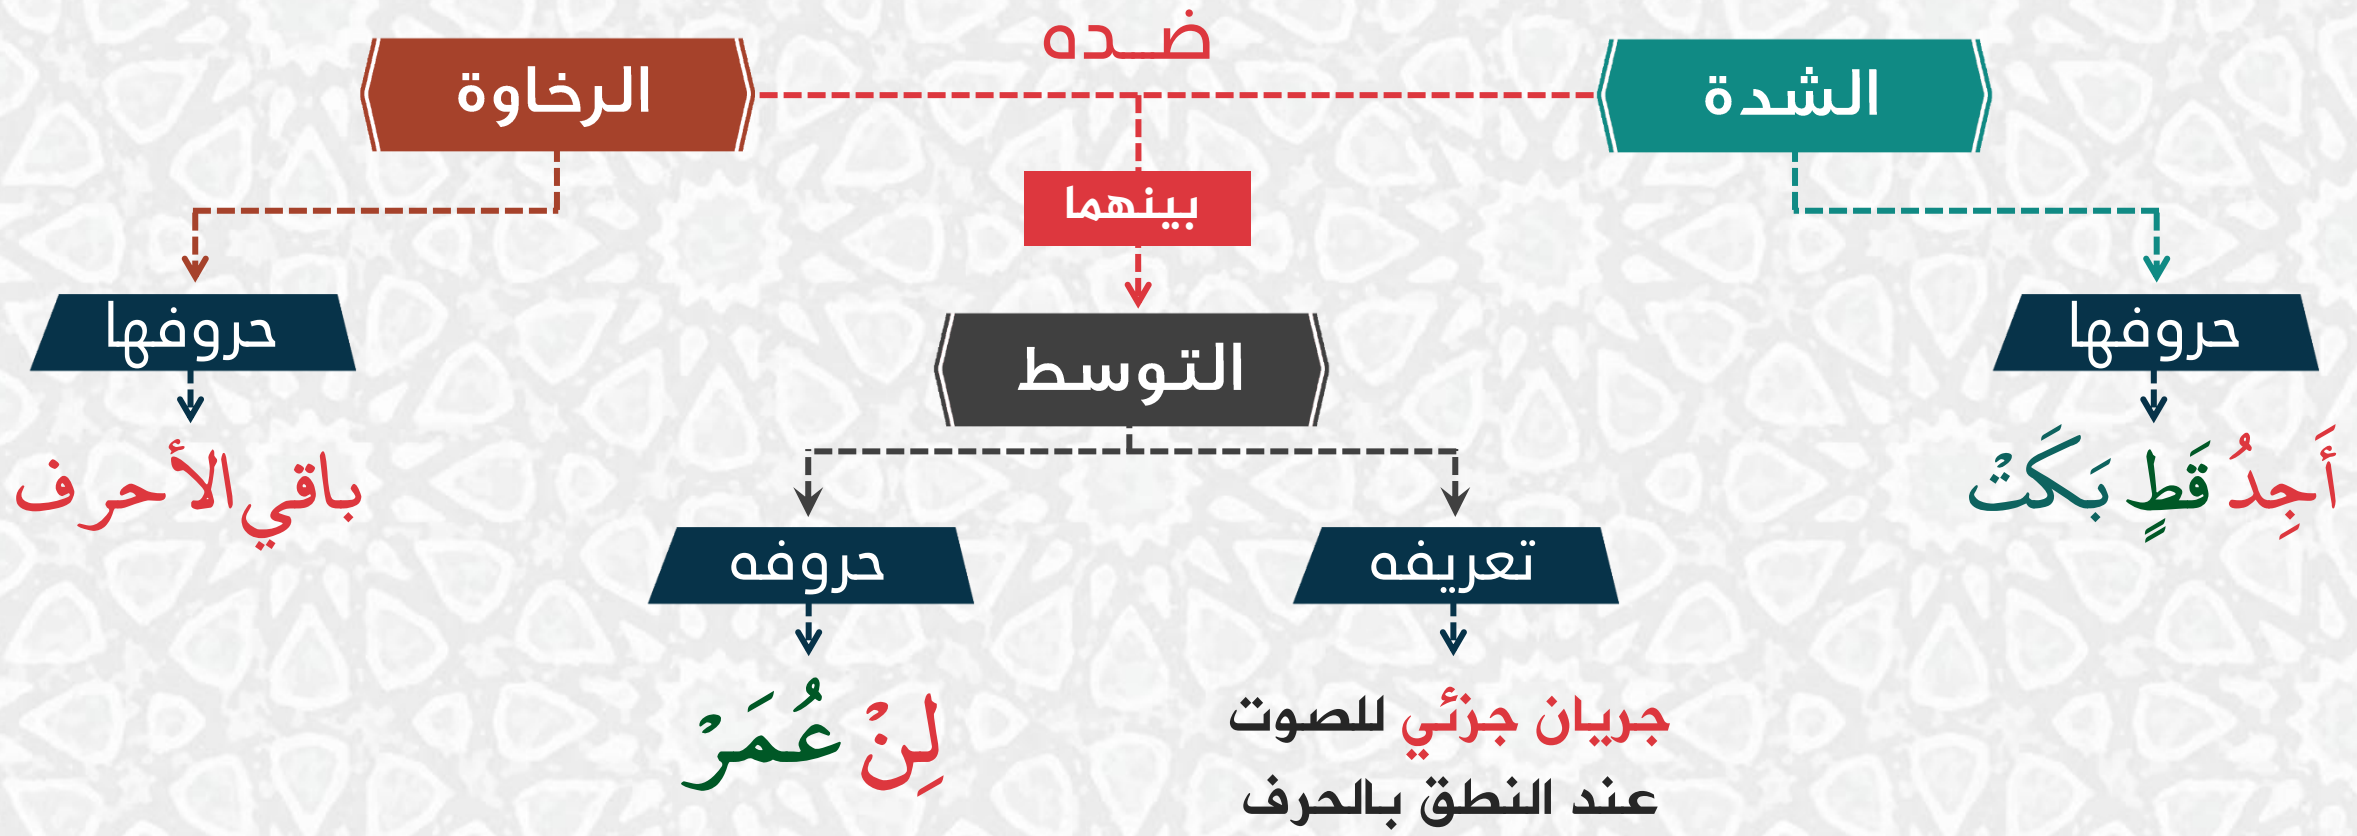 ضده
الشدة
الرخاوة
بينهما
حروفها
حروفها
التوسط
أَجِدُ قَطٍ بَكَتْ
باقي الأحرف
تعريفه
حروفه
جريان جزئي للصوت
عند النطق بالحرف
لِنْ عُمَرْ